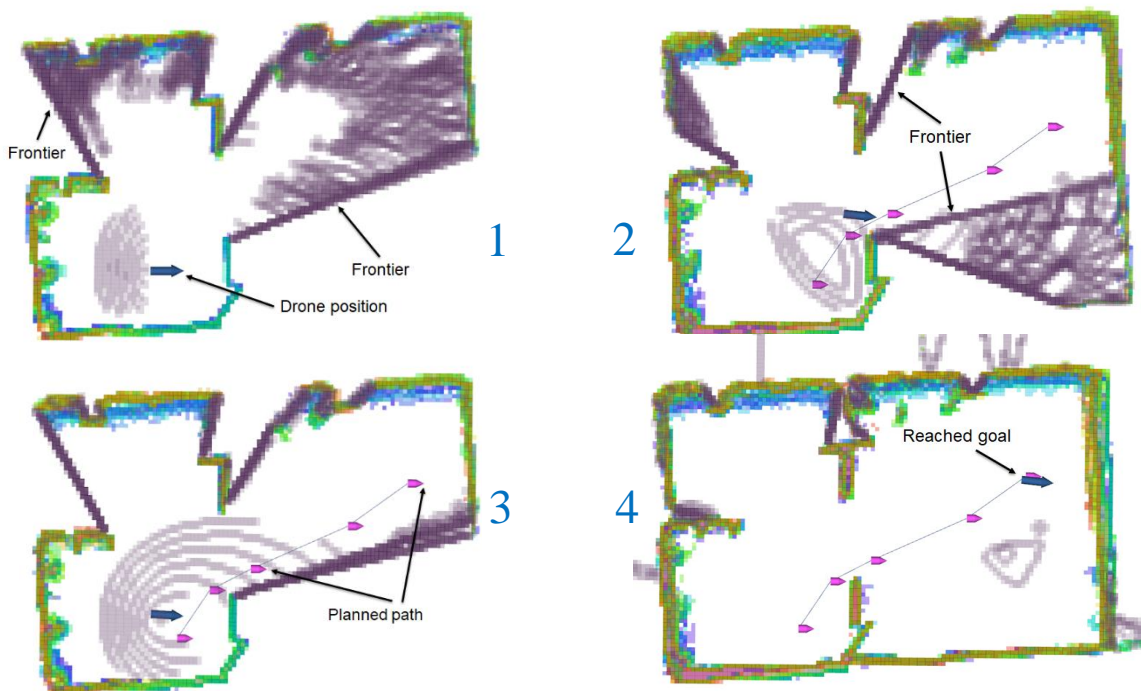 Frontier
1
Frontier
Drone position
2
Frontier
3
Planned path
4
Reached goal